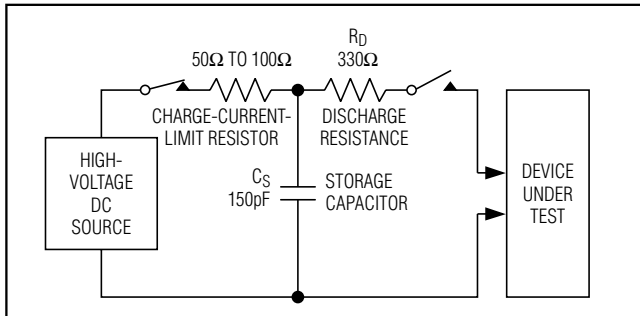 50Ω TO 100Ω
CHARGE-CURRENT-
LIMIT RESISTOR
RD
330Ω
DISCHARGE
RESISTANCE
HIGH-
VOLTAGE
DC
SOURCE
CS
150pF
STORAGE
CAPACITOR
DEVICE
UNDER
TEST